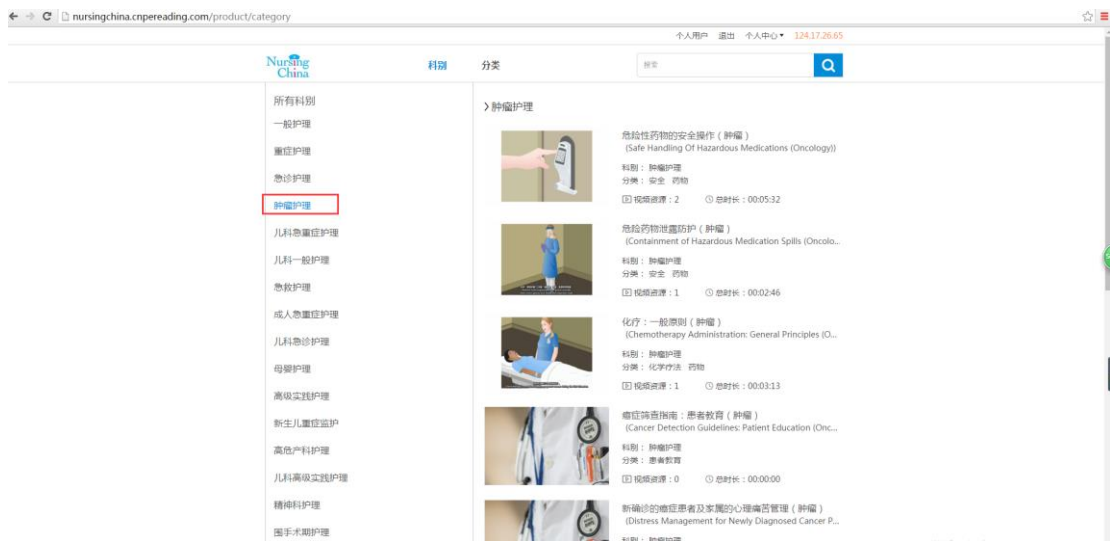 nursingchina.cnpereading.com/product/category
个人用户 退出 个人中心▼ 124.17.26.65
Nursing China
科别 分类
搜索
所有科别
一般护理
重症护理
急诊护理
肿瘤护理
儿科急重症护理
儿科一般护理
急救护理
成人急重症护理
儿科急诊护理
母婴护理
高级实践护理
新生儿重症监护
高危产科护理
儿科高级实践护理
精神科护理
围手术期护理
肿瘤护理
危险性药物的安全操作（肿瘤）
(Safe Handling Of Hazardous Medications (Oncology))
科别：肿瘤护理
分类：安全 药物
视频资源：2 总时长：00:05:32
危险药物泄露防护（肿瘤）
(Containment of Hazardous Medication Spills (Oncolo...
科别：肿瘤护理
分类：安全 药物
视频资源：1 总时长：00:02:46
化疗：一般原则（肿瘤）
(Chemotherapy Administration: General Principles (O...
科别：肿瘤护理
分类：化学疗法 药物
视频资源：1 总时长：00:03:13
癌症筛查指南：患者教育（肿瘤）
(Cancer Detection Guidelines: Patient Education (Onc...
科别：肿瘤护理
分类：患者教育
视频资源：0 总时长：00:00:00
新确诊的癌症患者及家属的心理痛苦管理（肿瘤）
(Distress Management for Newly Diagnosed Cancer P...
科别：肿瘤护理